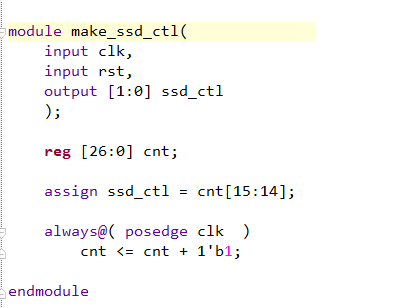 module make_ssd_ctl(
input clk,
input rst,
output [1:0] ssd_ctl
);
reg [26:0] cnt;
assign ssd_ctl = cnt[15:14];
always@( posedge clk  )
cnt <= cnt + 1'b1;
endmodule